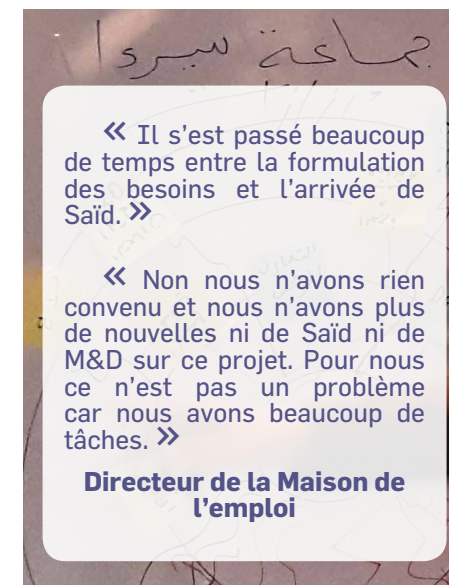 جماعة ميرا
« Il s’est passé beaucoup
de temps entre la formulation
des besoins et l’arrivée de
Saïd. »
« Non nous n’avons rien
convenu et nous n’avons plus
de nouvelles ni de Saïd ni de
M&D sur ce projet. Pour nous
ce n’est pas un problème
car nous avons beaucoup de
tâches. »
Directeur de la Maison de
l’emploi